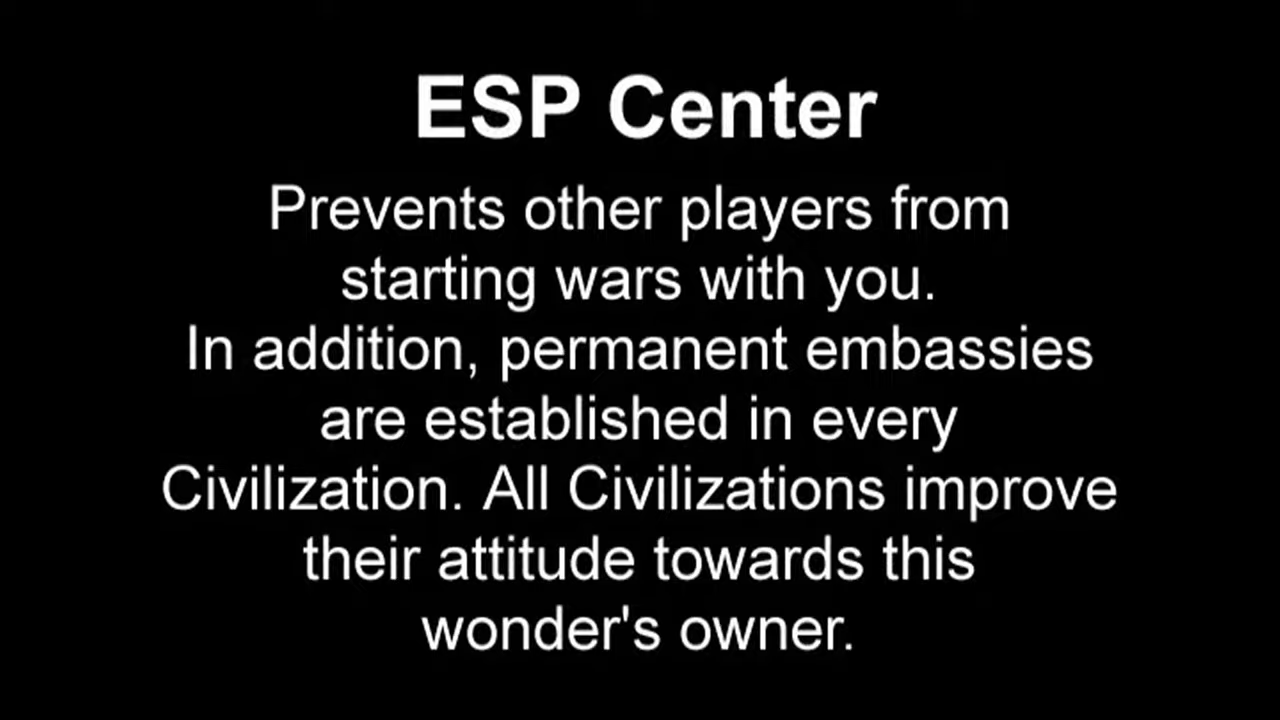 ESP Center
Prevents other players from
starting wars with you.
In addition, permanent embassies
are established in every
Civilization. All Civilizations improve
their attitude towards this
wonder's owner.